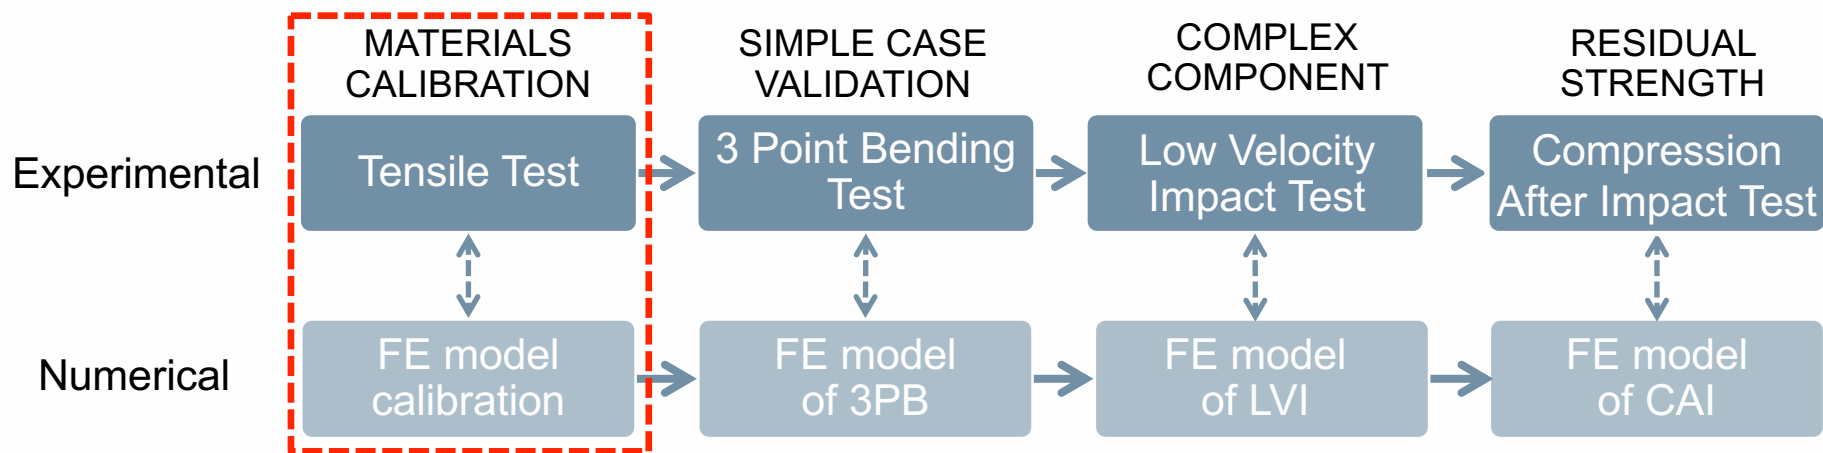 MATERIALS
CALIBRATION
SIMPLE CASE
VALIDATION
COMPLEX
COMPONENT
RESIDUAL
STRENGTH
Experimental
Tensile Test
3 Point Bending
Test
Low Velocity
Impact Test
Compression
After Impact Test
Numerical
FE model
calibration
FE model
of 3PB
FE model
of LVI
FE model
of CAI